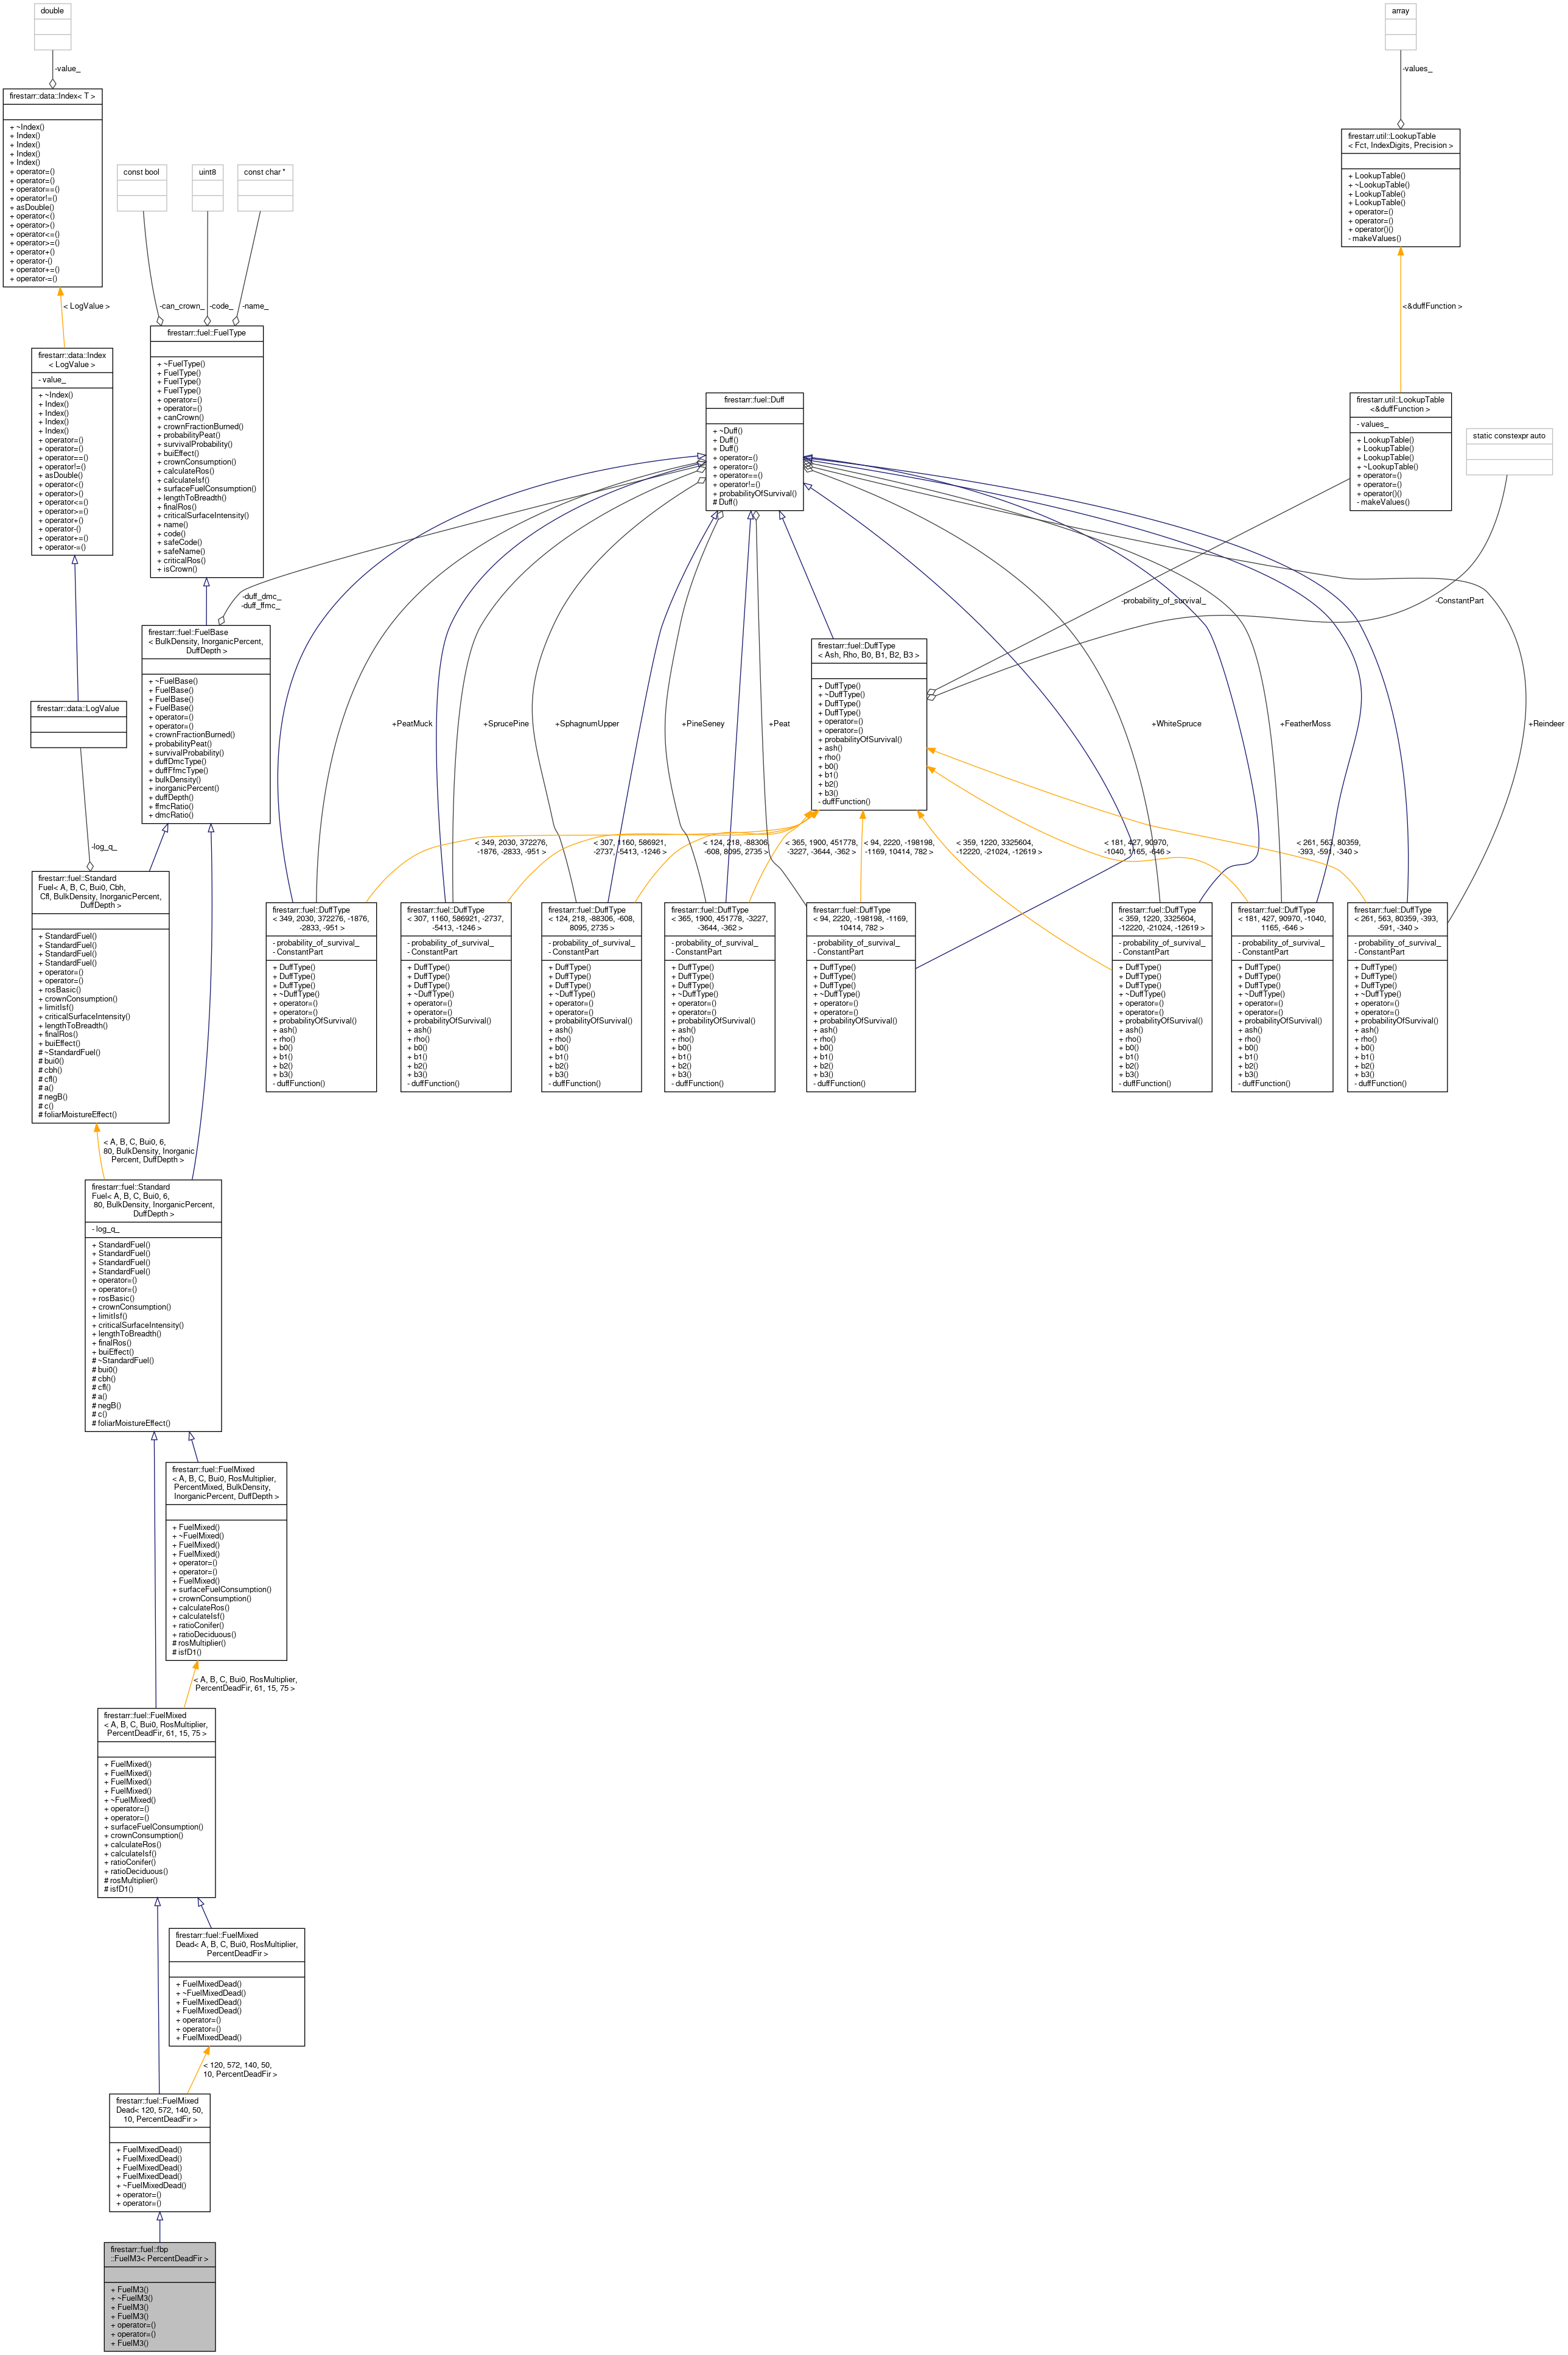 double
array
-value_
-values_
firestarr::data::Index< T >
+ ~Index()
+ Index()
+ Index()
+ Index()
+ Index()
+ operator=()
+ operator=()
+ operator==()
+ operator!=()
+ asDouble()
+ operator<()
+ operator>()
+ operator<=()
+ operator>=()
+ operator+()
+ operator-()
+ operator+=()
+ operator-=()
firestarr.util::LookupTable
< Fct, IndexDigits, Precision >
+ LookupTable()
+ ~LookupTable()
+ LookupTable()
+ LookupTable()
+ operator=()
+ operator=()
+ operator()()
- makeValues()
const bool
uint8
const char *
< LogValue >
-can_crown_
-code_
-name_
<&duffFunction >
firestarr::data::Index
< LogValue >
- value_
+ ~Index()
+ Index()
+ Index()
+ Index()
+ Index()
+ operator=()
+ operator=()
+ operator==()
+ operator!=()
+ asDouble()
+ operator<()
+ operator>()
+ operator<=()
+ operator>=()
+ operator+()
+ operator-()
+ operator+=()
+ operator-=()
firestarr::fuel::FuelType
+ ~FuelType()
+ FuelType()
+ FuelType()
+ FuelType()
+ operator=()
+ operator=()
+ canCrown()
+ crownFractionBurned()
+ probabilityPeat()
+ survivalProbability()
+ buiEffect()
+ crownConsumption()
+ calculateRos()
+ calculateIsf()
+ surfaceFuelConsumption()
+ lengthToBreadth()
+ finalRos()
+ criticalSurfaceIntensity()
+ name()
+ code()
+ safeCode()
+ safeName()
+ criticalRos()
+ isCrown()
firestarr::fuel::Duff
+ ~Duff()
+ Duff()
+ Duff()
+ operator=()
+ operator=()
+ operator==()
+ operator!=()
+ probabilityOfSurvival()
# Duff()
firestarr.util::LookupTable
<&duffFunction >
- values_
+ LookupTable()
+ LookupTable()
+ LookupTable()
+ ~LookupTable()
+ operator=()
+ operator=()
+ operator()()
- makeValues()
static constexpr auto
-duff_dmc_
-duff_ffmc_
-probability_of_survival_
-ConstantPart
firestarr::fuel::FuelBase
< BulkDensity, InorganicPercent,
DuffDepth >
+ ~FuelBase()
+ FuelBase()
+ FuelBase()
+ FuelBase()
+ operator=()
+ operator=()
+ crownFractionBurned()
+ probabilityPeat()
+ survivalProbability()
+ duffDmcType()
+ duffFfmcType()
+ bulkDensity()
+ inorganicPercent()
+ duffDepth()
+ ffmcRatio()
+ dmcRatio()
firestarr::fuel::DuffType
< Ash, Rho, B0, B1, B2, B3 >
+ DuffType()
+ ~DuffType()
+ DuffType()
+ DuffType()
+ operator=()
+ operator=()
+ probabilityOfSurvival()
+ ash()
+ rho()
+ b0()
+ b1()
+ b2()
+ b3()
- duffFunction()
firestarr::data::LogValue
+PeatMuck
+SprucePine
+SphagnumUpper
+PineSeney
+Peat
+WhiteSpruce
+FeatherMoss
+Reindeer
-log_q_
< 349, 2030, 372276,
-1876, -2833, -951 >
< 307, 1160, 586921,
-2737, -5413, -1246 >
< 124, 218, -88306,
-608, 8095, 2735 >
< 365, 1900, 451778,
-3227, -3644, -362 >
< 94, 2220, -198198,
-1169, 10414, 782 >
< 359, 1220, 3325604,
-12220, -21024, -12619 >
< 181, 427, 90970,
-1040, 1165, -646 >
< 261, 563, 80359,
-393, -591, -340 >
firestarr::fuel::Standard
Fuel< A, B, C, Bui0, Cbh,
Cfl, BulkDensity, InorganicPercent,
DuffDepth >
+ StandardFuel()
+ StandardFuel()
+ StandardFuel()
+ StandardFuel()
+ operator=()
+ operator=()
+ rosBasic()
+ crownConsumption()
+ limitIsf()
+ criticalSurfaceIntensity()
+ lengthToBreadth()
+ finalRos()
+ buiEffect()
# ~StandardFuel()
# bui0()
# cbh()
# cfl()
# a()
# negB()
# c()
# foliarMoistureEffect()
firestarr::fuel::DuffType
< 349, 2030, 372276, -1876,
-2833, -951 >
- probability_of_survival_
- ConstantPart
+ DuffType()
+ DuffType()
+ DuffType()
+ ~DuffType()
+ operator=()
+ operator=()
+ probabilityOfSurvival()
+ ash()
+ rho()
+ b0()
+ b1()
+ b2()
+ b3()
- duffFunction()
firestarr::fuel::DuffType
< 307, 1160, 586921, -2737,
-5413, -1246 >
- probability_of_survival_
- ConstantPart
+ DuffType()
+ DuffType()
+ DuffType()
+ ~DuffType()
+ operator=()
+ operator=()
+ probabilityOfSurvival()
+ ash()
+ rho()
+ b0()
+ b1()
+ b2()
+ b3()
- duffFunction()
firestarr::fuel::DuffType
< 124, 218, -88306, -608,
8095, 2735 >
- probability_of_survival_
- ConstantPart
+ DuffType()
+ DuffType()
+ DuffType()
+ ~DuffType()
+ operator=()
+ operator=()
+ probabilityOfSurvival()
+ ash()
+ rho()
+ b0()
+ b1()
+ b2()
+ b3()
- duffFunction()
firestarr::fuel::DuffType
< 365, 1900, 451778, -3227,
-3644, -362 >
- probability_of_survival_
- ConstantPart
+ DuffType()
+ DuffType()
+ DuffType()
+ ~DuffType()
+ operator=()
+ operator=()
+ probabilityOfSurvival()
+ ash()
+ rho()
+ b0()
+ b1()
+ b2()
+ b3()
- duffFunction()
firestarr::fuel::DuffType
< 94, 2220, -198198, -1169,
10414, 782 >
- probability_of_survival_
- ConstantPart
+ DuffType()
+ DuffType()
+ DuffType()
+ ~DuffType()
+ operator=()
+ operator=()
+ probabilityOfSurvival()
+ ash()
+ rho()
+ b0()
+ b1()
+ b2()
+ b3()
- duffFunction()
firestarr::fuel::DuffType
< 359, 1220, 3325604,
-12220, -21024, -12619 >
- probability_of_survival_
- ConstantPart
+ DuffType()
+ DuffType()
+ DuffType()
+ ~DuffType()
+ operator=()
+ operator=()
+ probabilityOfSurvival()
+ ash()
+ rho()
+ b0()
+ b1()
+ b2()
+ b3()
- duffFunction()
firestarr::fuel::DuffType
< 181, 427, 90970, -1040,
1165, -646 >
- probability_of_survival_
- ConstantPart
+ DuffType()
+ DuffType()
+ DuffType()
+ ~DuffType()
+ operator=()
+ operator=()
+ probabilityOfSurvival()
+ ash()
+ rho()
+ b0()
+ b1()
+ b2()
+ b3()
- duffFunction()
firestarr::fuel::DuffType
< 261, 563, 80359, -393,
-591, -340 >
- probability_of_survival_
- ConstantPart
+ DuffType()
+ DuffType()
+ DuffType()
+ ~DuffType()
+ operator=()
+ operator=()
+ probabilityOfSurvival()
+ ash()
+ rho()
+ b0()
+ b1()
+ b2()
+ b3()
- duffFunction()
< A, B, C, Bui0, 6,
80, BulkDensity, Inorganic
Percent, DuffDepth >
firestarr::fuel::Standard
Fuel< A, B, C, Bui0, 6,
80, BulkDensity, InorganicPercent,
DuffDepth >
- log_q_
+ StandardFuel()
+ StandardFuel()
+ StandardFuel()
+ StandardFuel()
+ operator=()
+ operator=()
+ rosBasic()
+ crownConsumption()
+ limitIsf()
+ criticalSurfaceIntensity()
+ lengthToBreadth()
+ finalRos()
+ buiEffect()
# ~StandardFuel()
# bui0()
# cbh()
# cfl()
# a()
# negB()
# c()
# foliarMoistureEffect()
firestarr::fuel::FuelMixed
< A, B, C, Bui0, RosMultiplier,
PercentMixed, BulkDensity,
InorganicPercent, DuffDepth >
+ FuelMixed()
+ ~FuelMixed()
+ FuelMixed()
+ FuelMixed()
+ operator=()
+ operator=()
+ FuelMixed()
+ surfaceFuelConsumption()
+ crownConsumption()
+ calculateRos()
+ calculateIsf()
+ ratioConifer()
+ ratioDeciduous()
# rosMultiplier()
# isfD1()
< A, B, C, Bui0, RosMultiplier,
PercentDeadFir, 61, 15, 75 >
firestarr::fuel::FuelMixed
< A, B, C, Bui0, RosMultiplier,
PercentDeadFir, 61, 15, 75 >
+ FuelMixed()
+ FuelMixed()
+ FuelMixed()
+ FuelMixed()
+ ~FuelMixed()
+ operator=()
+ operator=()
+ surfaceFuelConsumption()
+ crownConsumption()
+ calculateRos()
+ calculateIsf()
+ ratioConifer()
+ ratioDeciduous()
# rosMultiplier()
# isfD1()
firestarr::fuel::FuelMixed
Dead< A, B, C, Bui0, RosMultiplier,
PercentDeadFir >
+ FuelMixedDead()
+ ~FuelMixedDead()
+ FuelMixedDead()
+ FuelMixedDead()
+ operator=()
+ operator=()
+ FuelMixedDead()
< 120, 572, 140, 50,
10, PercentDeadFir >
firestarr::fuel::FuelMixed
Dead< 120, 572, 140, 50,
10, PercentDeadFir >
+ FuelMixedDead()
+ FuelMixedDead()
+ FuelMixedDead()
+ FuelMixedDead()
+ ~FuelMixedDead()
+ operator=()
+ operator=()
firestarr::fuel::fbp
::FuelM3< PercentDeadFir >
+ FuelM3()
+ ~FuelM3()
+ FuelM3()
+ FuelM3()
+ operator=()
+ operator=()
+ FuelM3()